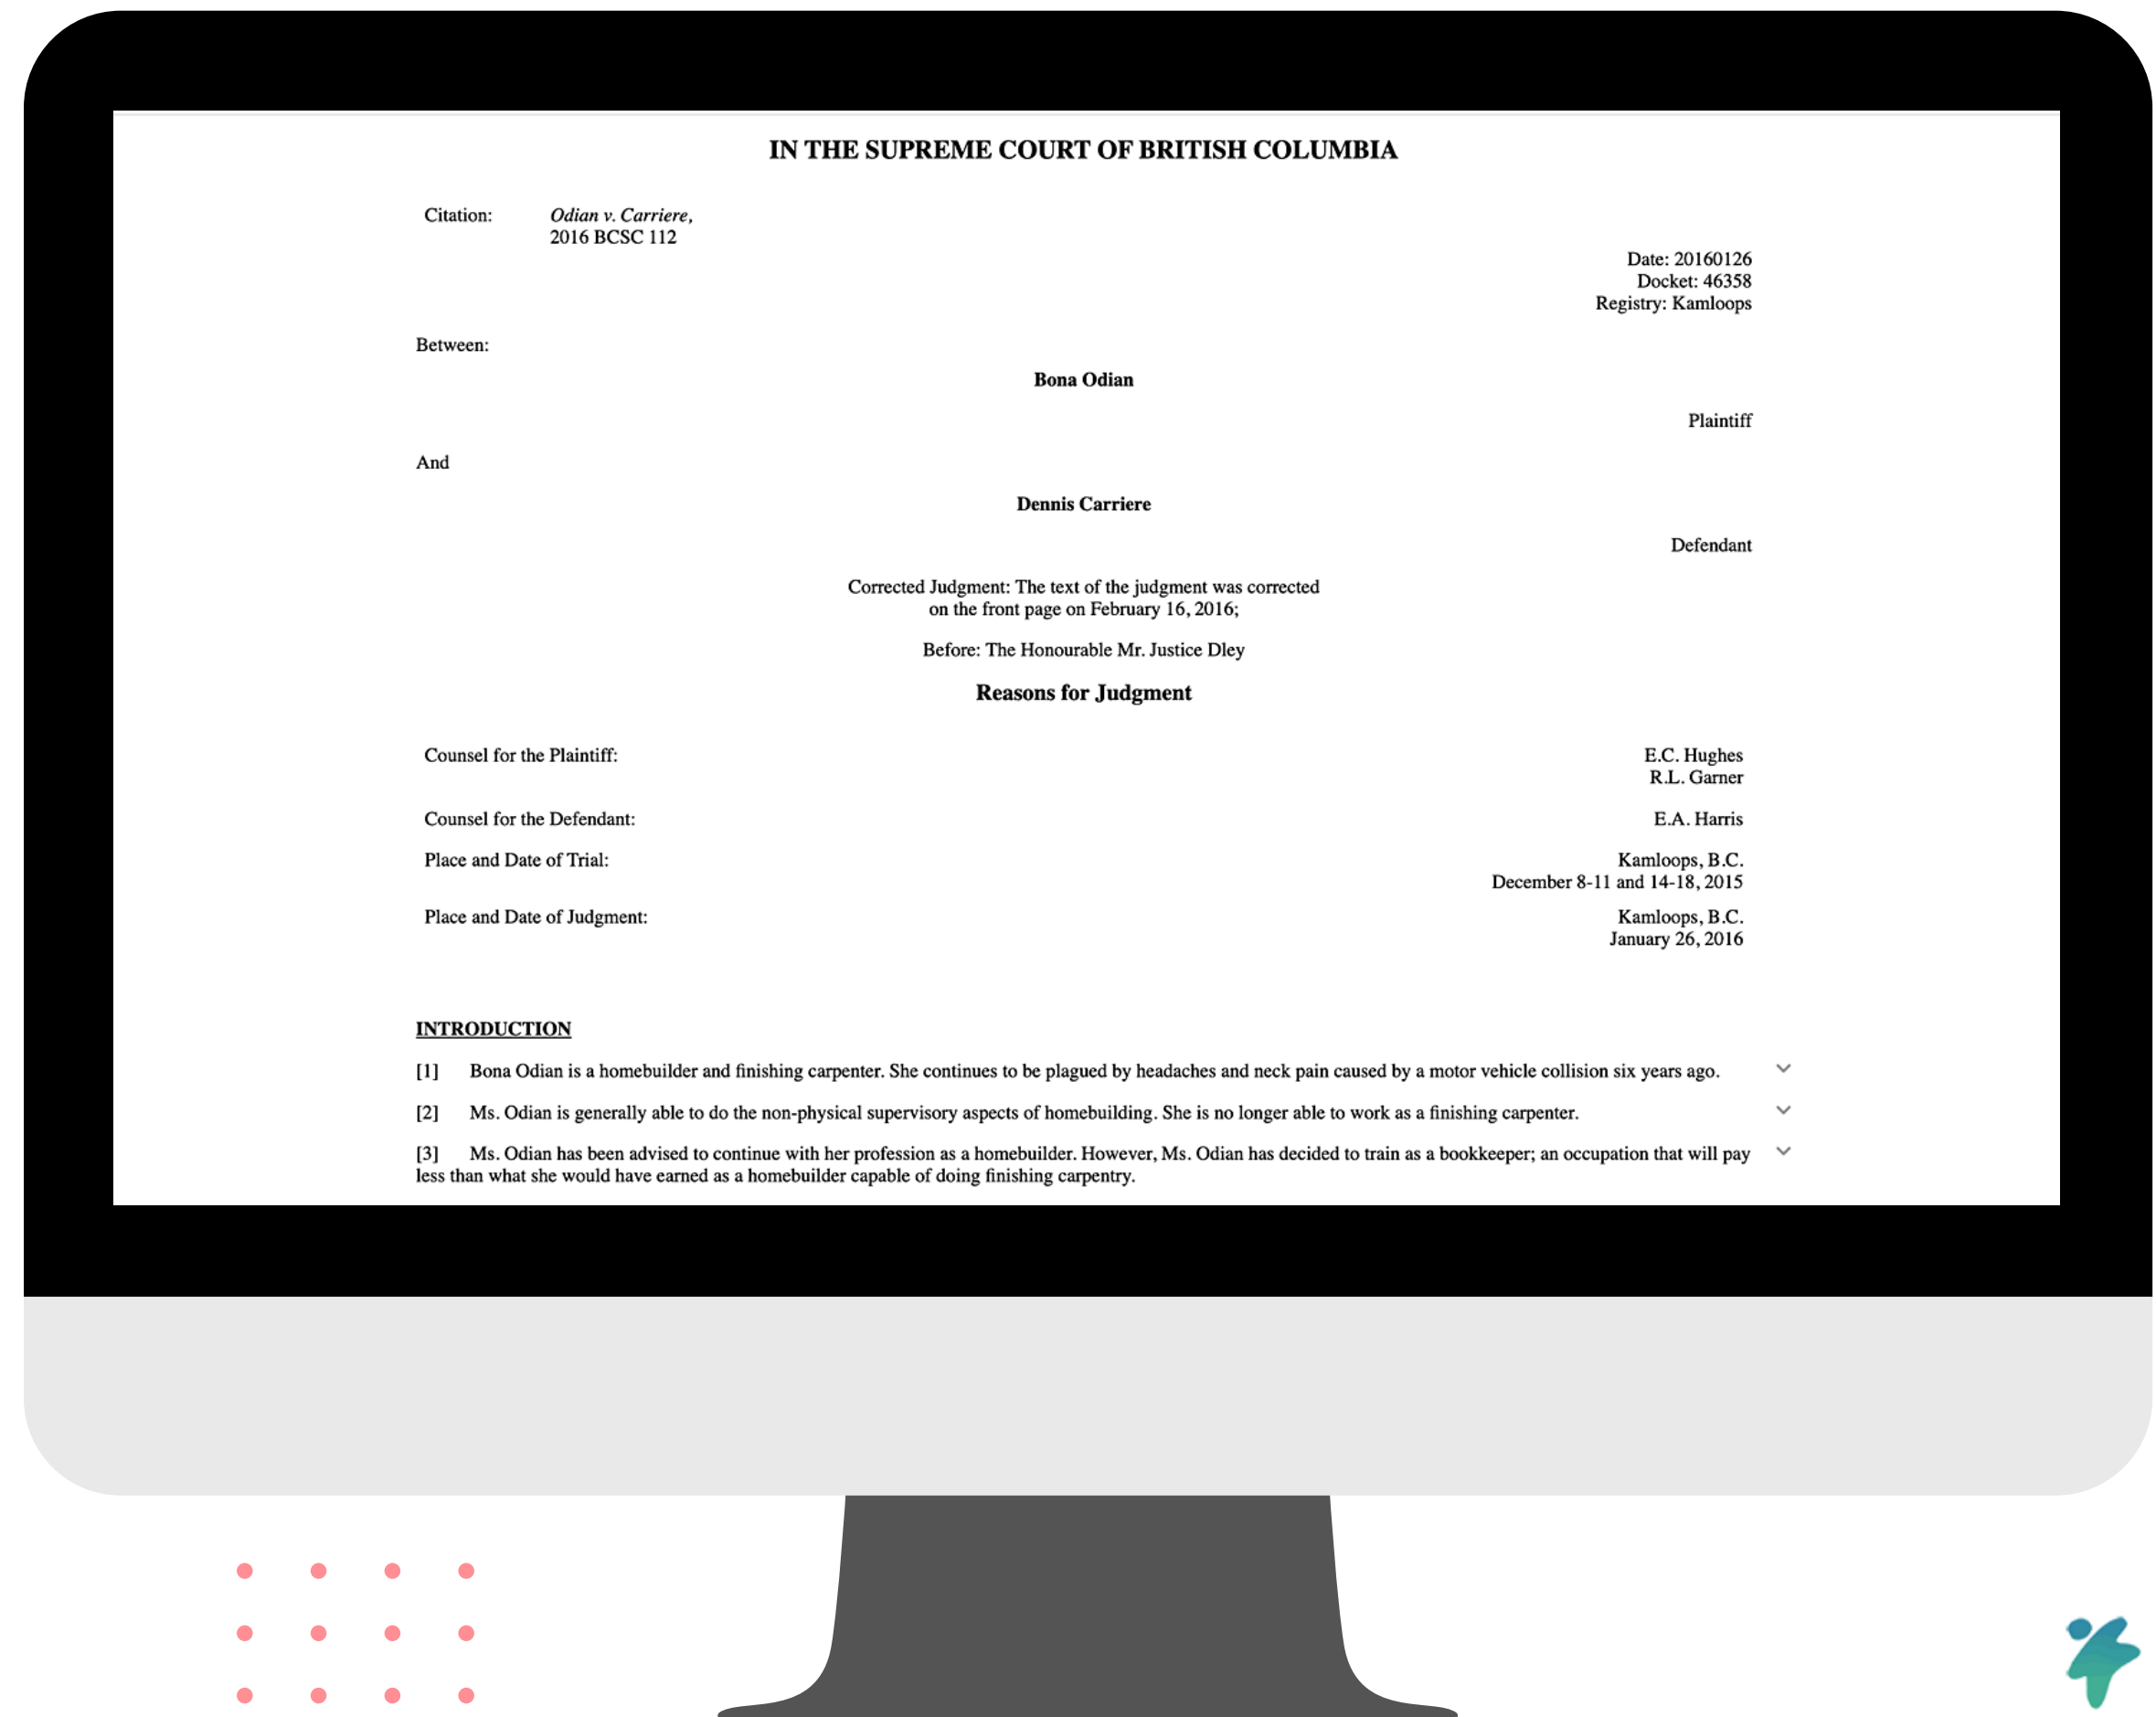 IN THE SUPREME COURT OF BRITISH COLUMBIA
Citation: Odian v. Carriere,
2016 BCSC 112
Date: 20160126
Docket: 46358
Registry: Kamloops
Between:
Bona Odian
Plaintiff
And
Dennis Carriere
Defendant
Corrected Judgment: The text of the judgment was corrected
on the front page on February 16, 2016;
Before: The Honourable Mr. Justice Dley
Reasons for Judgment
Counsel for the Plaintiff: E.C. Hughes
R.L. Garner
Counsel for the Defendant: E.A. Harris
Place and Date of Trial: Kamloops, B.C.
December 8-11 and 14-18, 2015
Place and Date of Judgment: Kamloops, B.C.
January 26, 2016
INTRODUCTION
[1] Bona Odian is a homebuilder and finishing carpenter. She continues to be plagued by headaches and neck pain caused by a motor vehicle collision six years ago.
[2] Ms. Odian is generally able to do the non-physical supervisory aspects of homebuilding. She is no longer able to work as a finishing carpenter.
[3] Ms. Odian has been advised to continue with her profession as a homebuilder. However, Ms. Odian has decided to train as a bookkeeper; an occupation that will pay
less than what she would have earned as a homebuilder capable of doing finishing carpentry.